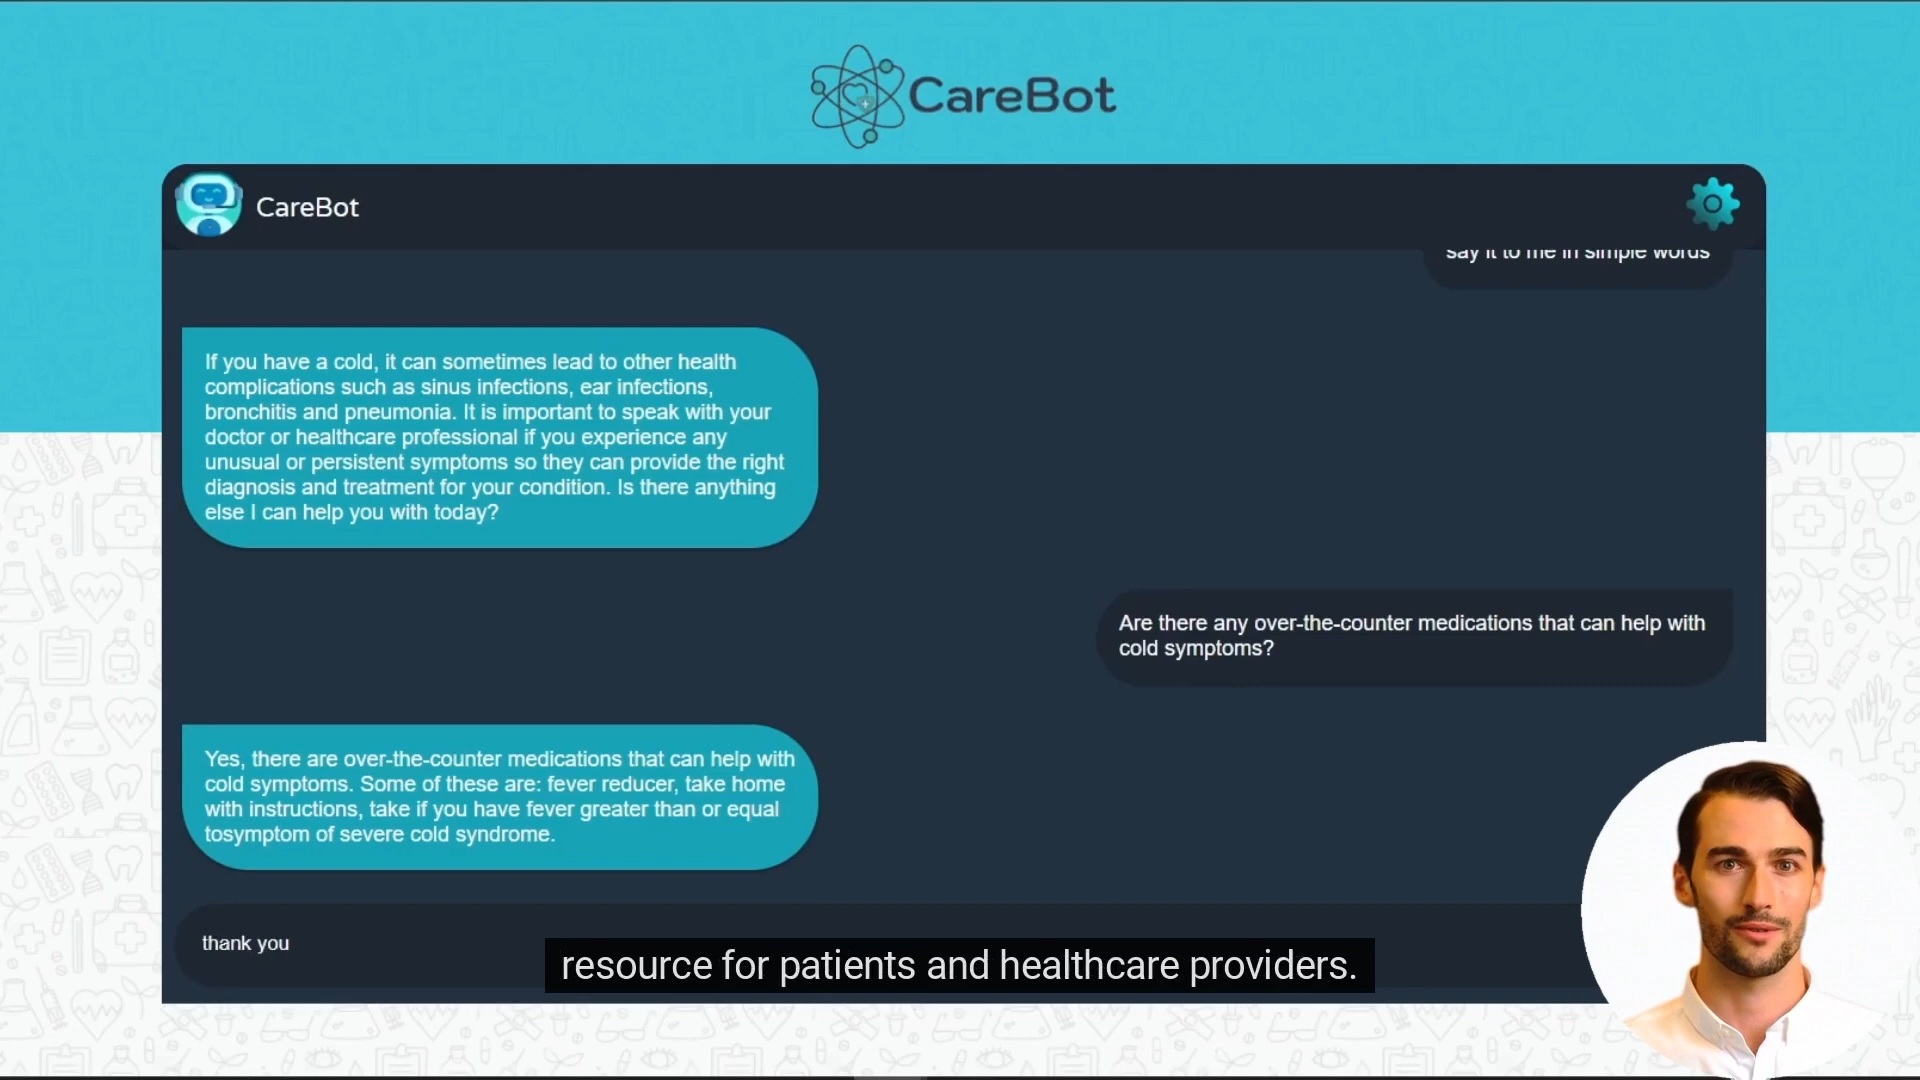 CareBot
CareBot
say it to me in simple words
If you have a cold, it can sometimes lead to other health
complications such as sinus infections, ear infections,
bronchitis and pneumonia. It is important to speak with your
doctor or healthcare professional if you experience any
unusual or persistent symptoms so they can provide the right
diagnosis and treatment for your condition. Is there anything
else I can help you with today?
Are there any over-the-counter medications that can help with
cold symptoms?
Yes, there are over-the-counter medications that can help with
cold symptoms. Some of these are: fever reducer, take home
with instructions, take if you have fever greater than or equal
tosymptom of severe cold syndrome.
thank you
resource for patients and healthcare providers.